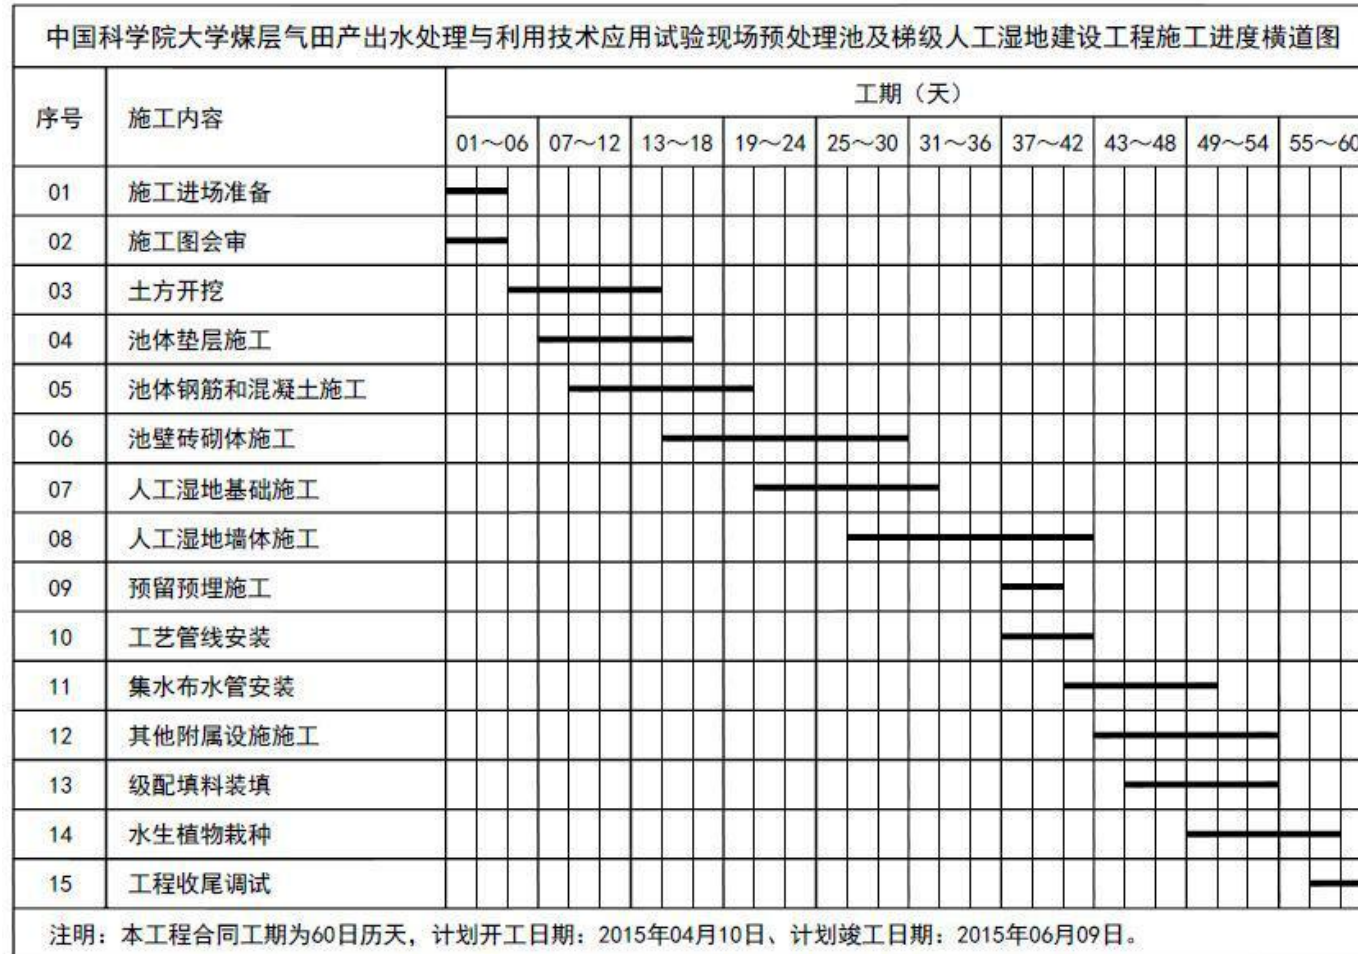 中国科学院大学煤层气田产出水处理与利用技术应用试验现场预处理池及梯级人工湿地建设工程施工进度横道图
序号 施工内容 工期（天）
01～06 07～12 13～18 19～24 25～30 31～36 37～42 43～48 49～54 55～60
01 施工进场准备
02 施工图会审
03 土方开挖
04 池体垫层施工
05 池体钢筋和混凝土施工
06 池壁砖砌体施工
07 人工湿地基础施工
08 人工湿地墙体施工
09 预留预埋施工
10 工艺管线安装
11 集水布水管安装
12 其他附属设施施工
13 级配填料装填
14 水生植物栽种
15 工程收尾调试
注明：本工程合同工期为60日历天，计划开工日期：2015年04月10日、计划竣工日期：2015年06月09日。